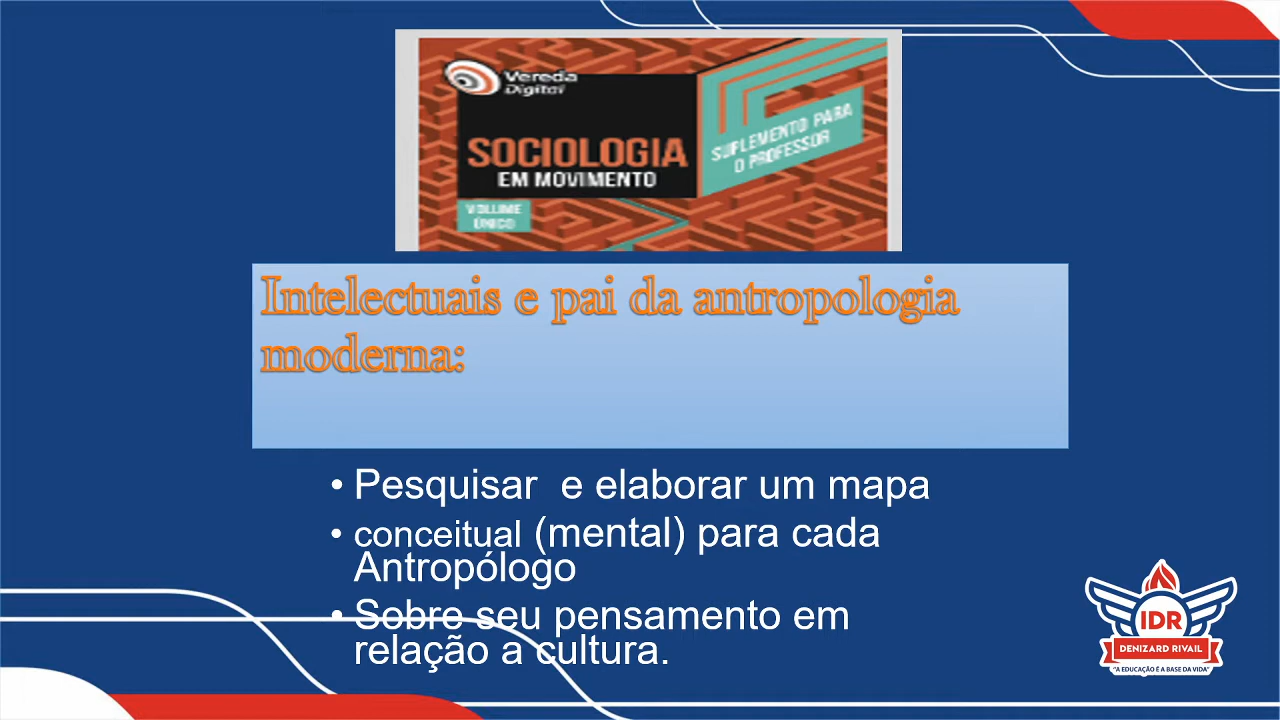 Vereda
Digital
SOCIOLOGIA
EM MOVIMENTO
SUPLEMENTO PARA
O PROFESSOR
VOLUME
ÚNICO
Intelectuais e pai da antropologia
moderna:
• Pesquisar e elaborar um mapa
• conceitual (mental) para cada
Antropólogo
• Sobre seu pensamento em
relação a cultura.
IDR
DENIZARD RIVAIL
"A EDUCAÇÃO É A BASE DA VIDA"